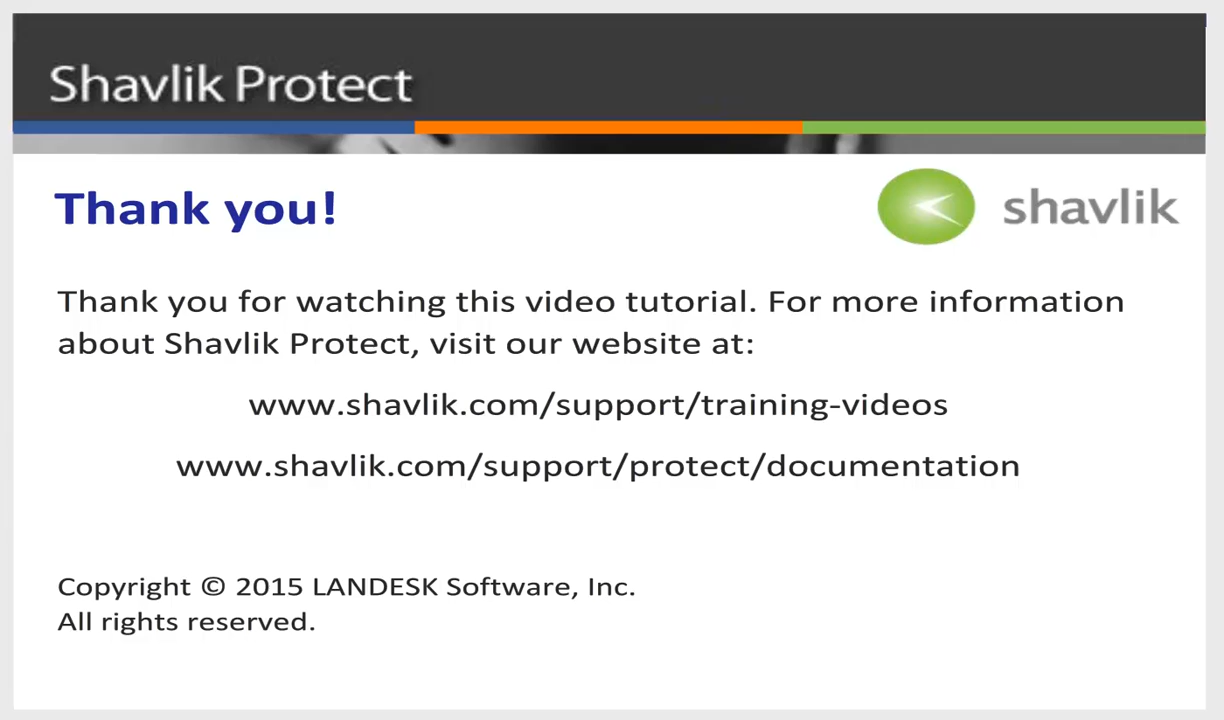 Shavlik Protect
Thank you!
shavlik
Thank you for watching this video tutorial. For more information
about Shavlik Protect, visit our website at:
www.shavlik.com/support/training-videos
www.shavlik.com/support/protect/documentation
Copyright © 2015 LANDESK Software, Inc.
All rights reserved.